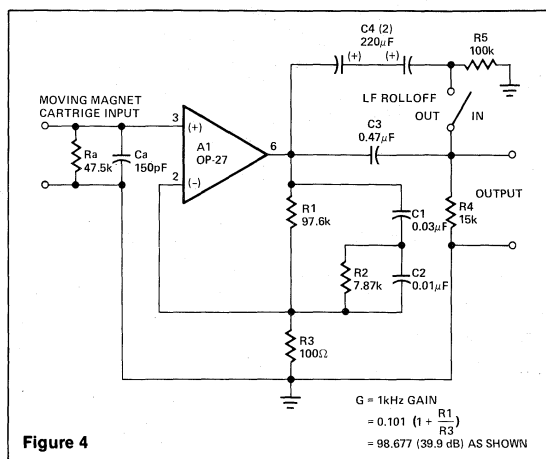 C4 (2)
220μF
(+) (+)
R5
100k
MOVING MAGNET
CARTRIGE INPUT
LF ROLLOFF
OUT IN
C3
0.47μF
3 (+)
A1
OP-27
6
2 (-)
Ra
47.5k
Ca
150pF
OUTPUT
R1
97.6k
C1
0.03μF
R4
15k
R2
7.87k
C2
0.01μF
R3
100Ω
G = 1kHz GAIN
= 0.101 (1 + R1/R3)
= 98.677 (39.9 dB) AS SHOWN
Figure 4